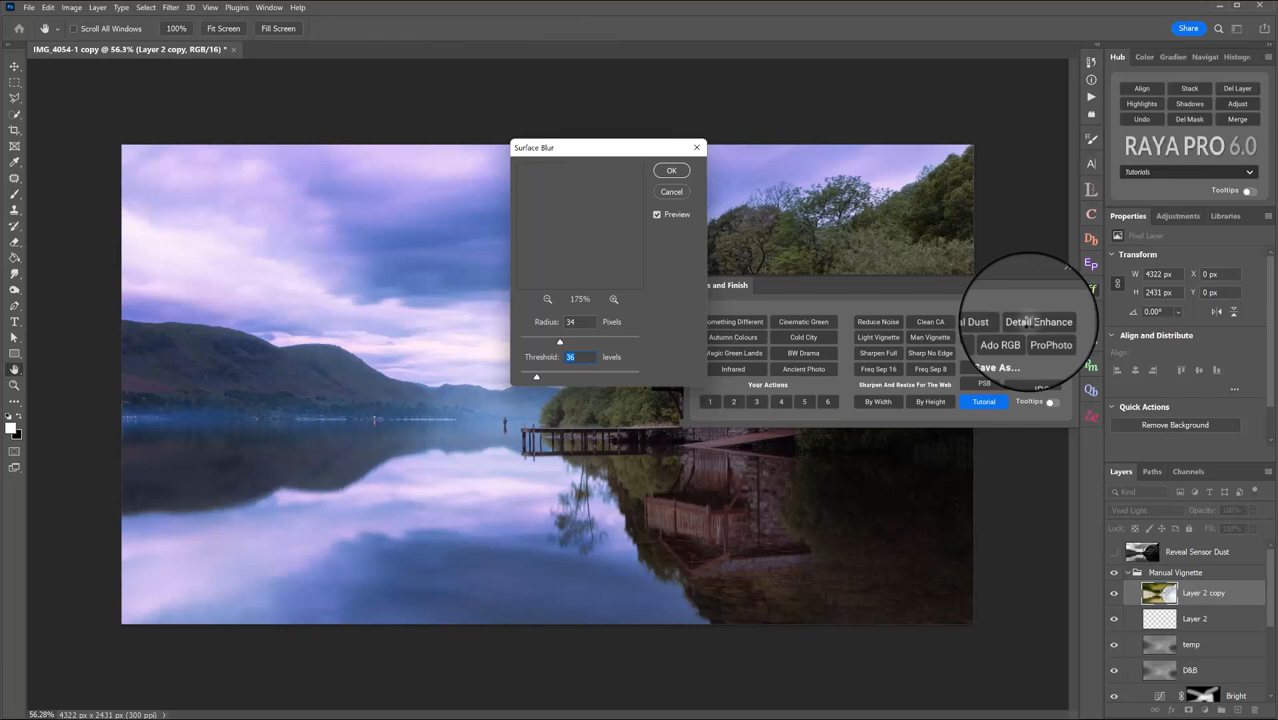 Ps File Edit Image Layer Type Select Filter 3D View Plugins Window Help
Scroll All Windows 100% Fit Screen Fill Screen Share
IMG_4054-1 copy @ 56.3% (Layer 2 copy, RGB/16) * ×
Hub Color Gradien Navigat Histogr
Align Stack Del Layer
Highlights Shadows Adjust
Undo Del Mask Merge
RAYA PRO 6.0
Tutorials
Tooltips
Surface Blur
OK
Cancel
Preview
175%
Radius: 34 Pixels
Threshold: 36 levels
s and Finish
omething Different Cinematic Green Reduce Noise Clean CA l Dust Detail Enhance
Autumn Colours Cold City Light Vignette Man Vignette Ado RGB ProPhoto
Magic Green Lands BW Drama Sharpen Full Sharp No Edge ave As...
Infrared Ancient Photo Freq Sep 16 Freq Sep 8 PSB
Your Actions Sharpen And Resize For The Web
1 2 3 4 5 6 By Width By Height Tutorial Tooltips
Properties Adjustments Libraries
Pixel Layer
Transform
W 4322 px X 0 px
H 2431 px Y 0 px
0.00°
Align and Distribute
Align:
Quick Actions
Remove Background
Layers Paths Channels
Kind
Vivid Light Opacity: 100%
Lock: Fill: 100%
Reveal Sensor Dust
Manual Vignette
Layer 2 copy
Layer 2
temp
D&B
Bright
56.28% 4322 px x 2431 px (300 ppi)